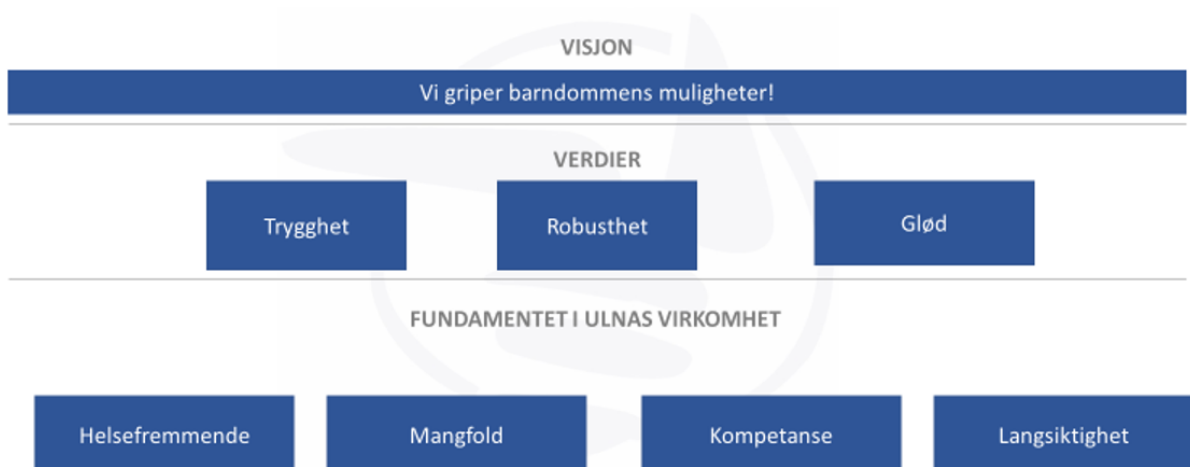 VISJON
Vi griper barndommens muligheter!
VERDIER
Trygghet
Robusthet
Glød
FUNDAMENTET I ULNAS VIRKOMHET
Helsefremmende
Mangfold
Kompetanse
Langsiktighet